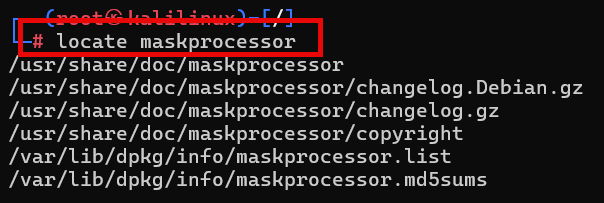 (root㉿kalilinux)-[/]
# locate maskprocessor
/usr/share/doc/maskprocessor
/usr/share/doc/maskprocessor/changelog.Debian.gz
/usr/share/doc/maskprocessor/changelog.gz
/usr/share/doc/maskprocessor/copyright
/var/lib/dpkg/info/maskprocessor.list
/var/lib/dpkg/info/maskprocessor.md5sums